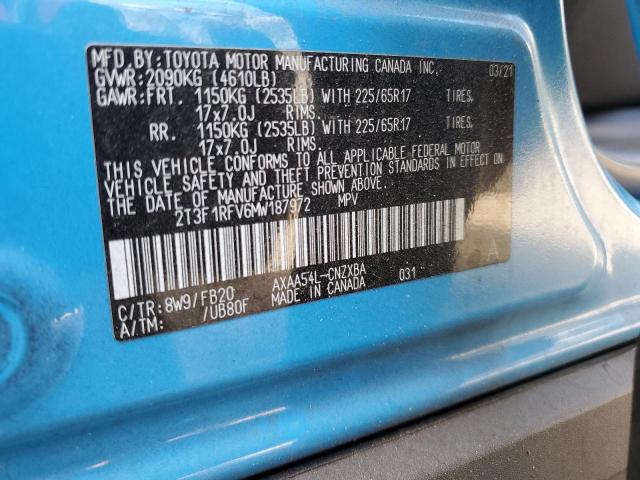 MFD.BY:TOYOTA MOTOR MANUFACTURING CANADA INC. 03/21
GVWR:2090KG (4610LB)
GAWR:FRT. 1150KG (2535LB) WITH 225/65R17 TIRES.
17x7.0J RIMS.
RR. 1150KG (2535LB) WITH 225/65R17 TIRES.
17x7.0J RIMS.
THIS VEHICLE CONFORMS TO ALL APPLICABLE FEDERAL MOTOR
VEHICLE SAFETY AND THEFT PREVENTION STANDARDS IN EFFECT ON
THE DATE OF MANUFACTURE SHOWN ABOVE.
2T3F1RFV6MW187972 MPV
A
C/TR:8W9/FB20 AXAA54L-CNZXBA 031
A/TM: /UB80F MADE IN CANADA